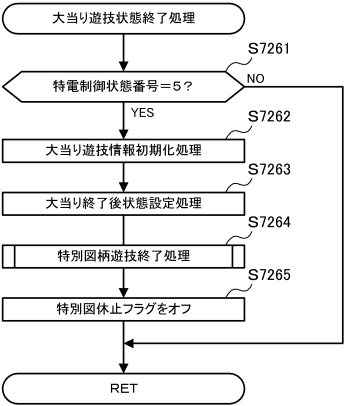 大当り遊技状態終了処理
S7261
特電制御状態番号=5?
NO
YES
S7262
大当り遊技情報初期化処理
S7263
大当り終了後状態設定処理
S7264
特別図柄遊技終了処理
S7265
特別図休止フラグをオフ
RET